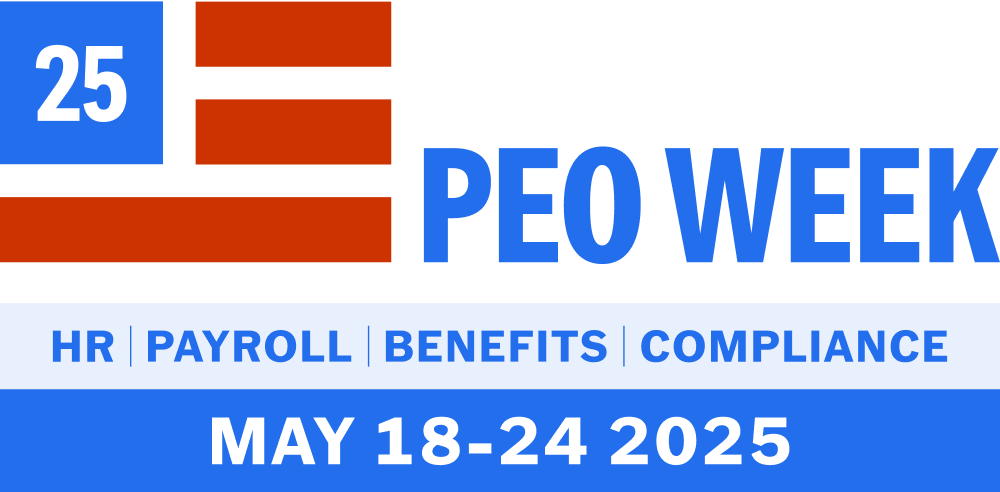 25
PEO WEEK
HR | PAYROLL | BENEFITS | COMPLIANCE
MAY 18-24 2025